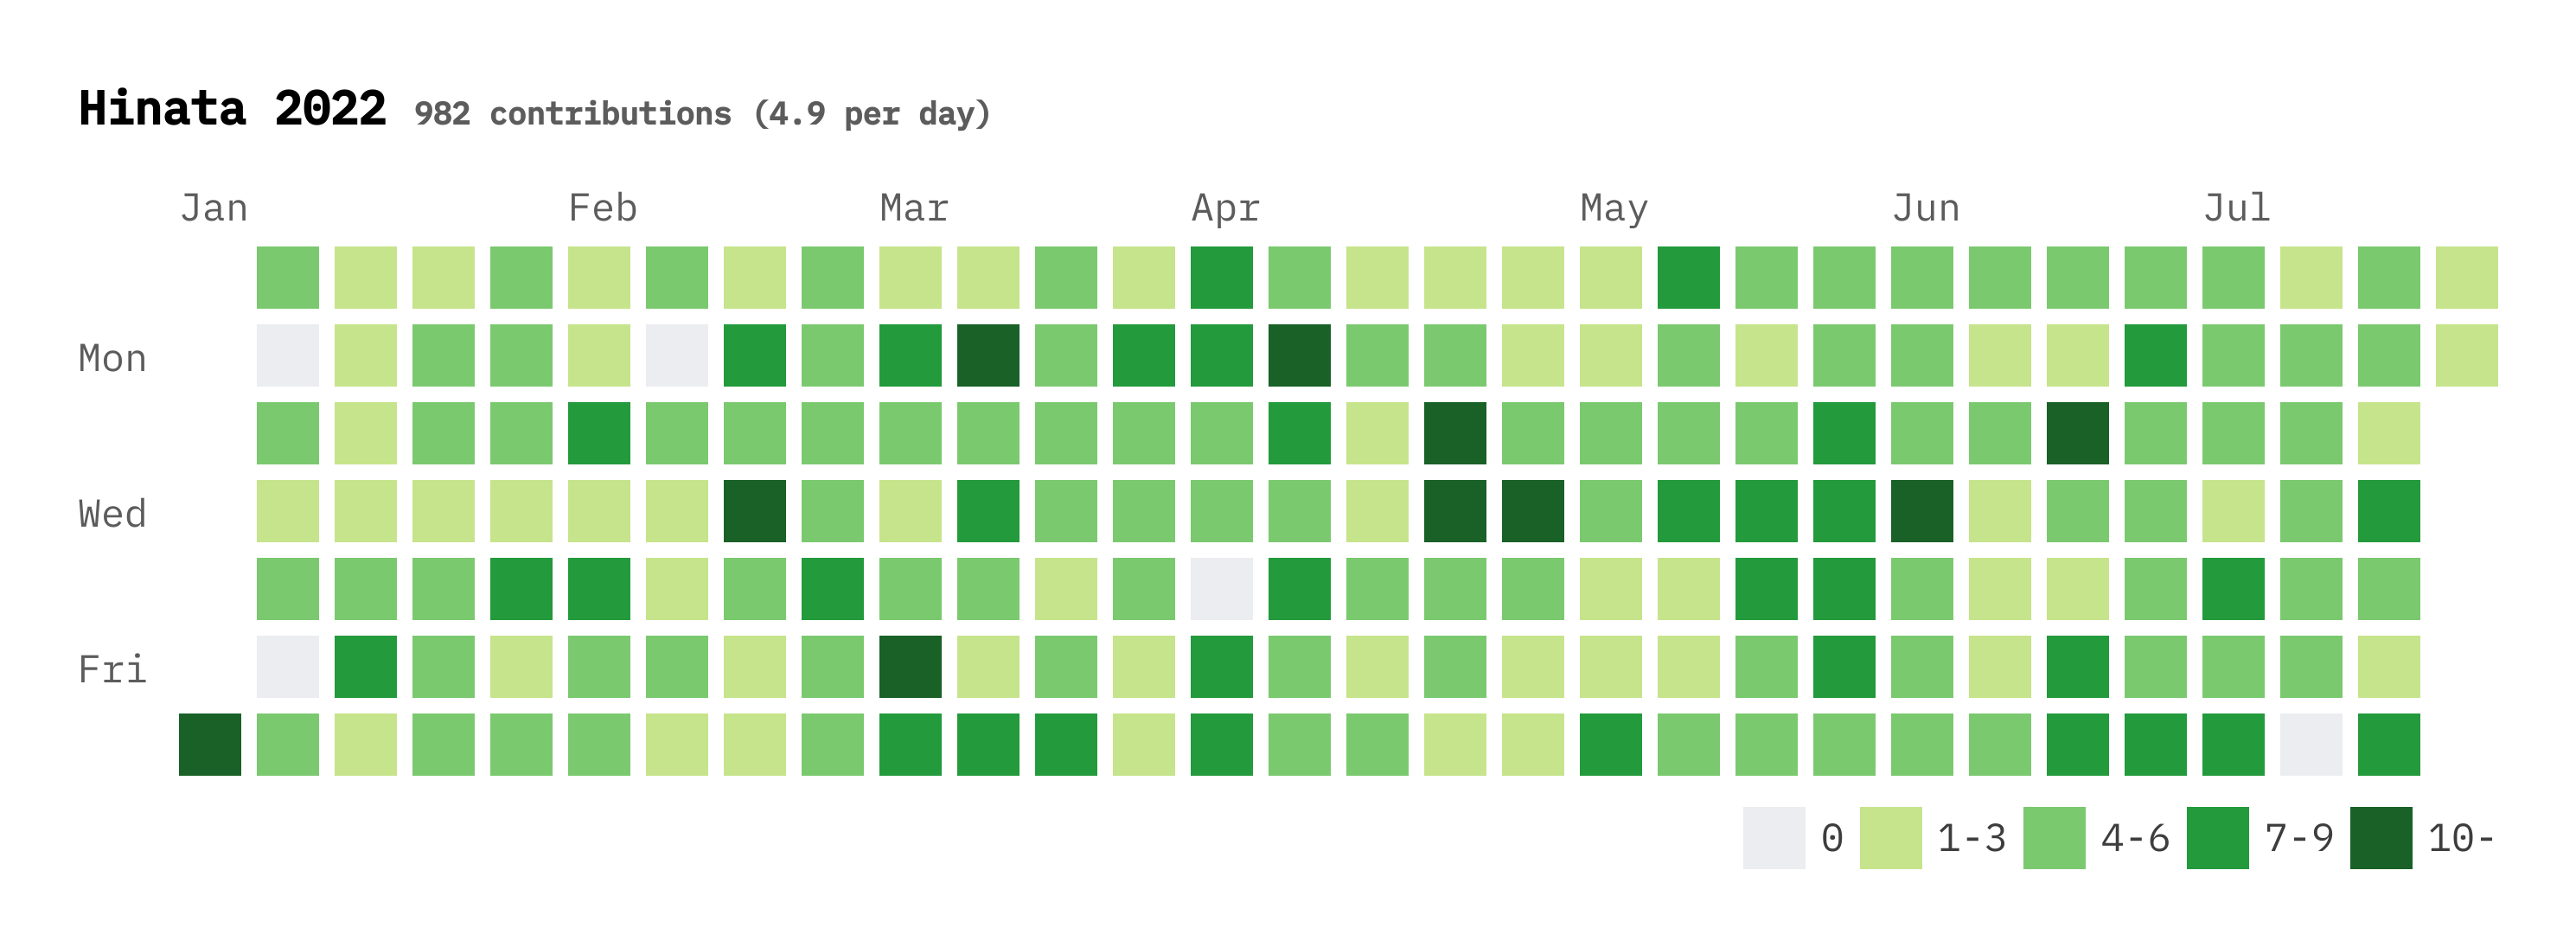 Hinata 2022 982 contributions (4.9 per day)
Jan Feb Mar Apr May Jun Jul
Mon
Wed
Fri
0 1-3 4-6 7-9 10-